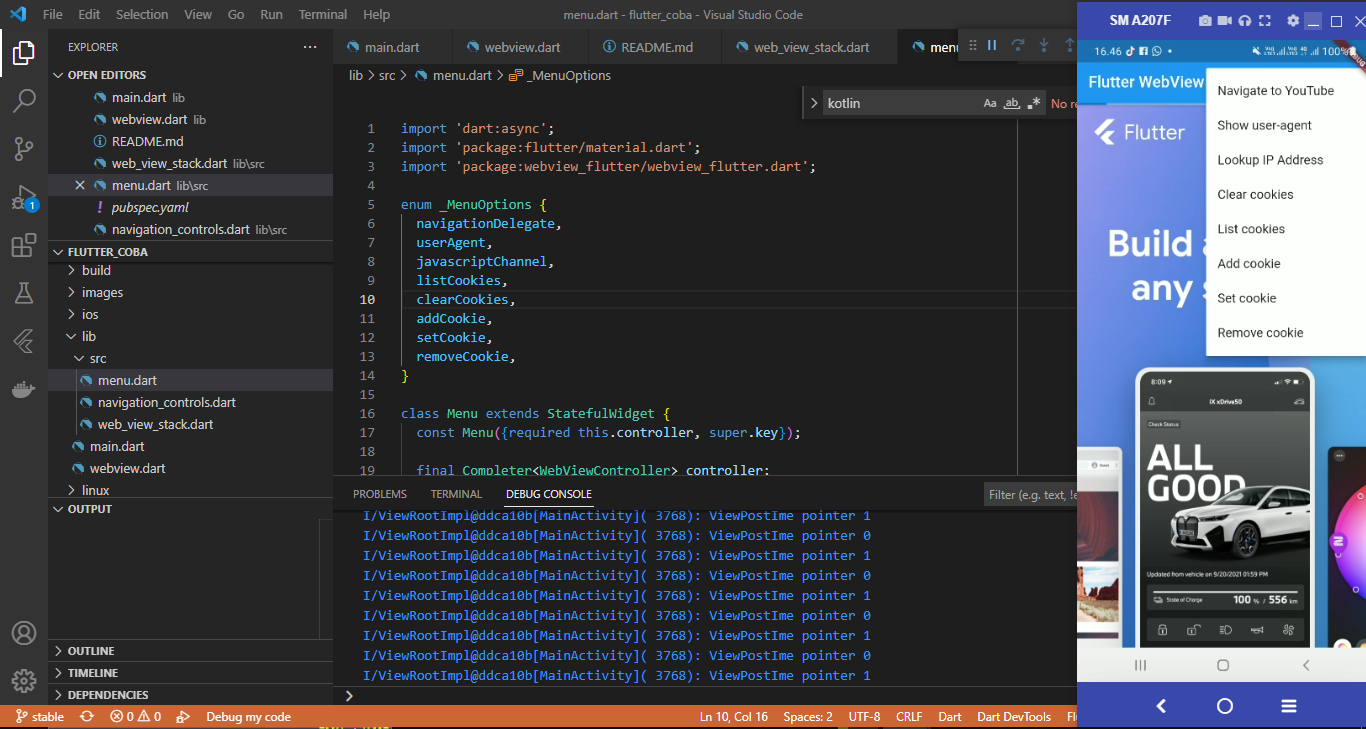 File Edit Selection View Go Run Terminal Help
menu.dart - flutter_coba - Visual Studio Code
EXPLORER
OPEN EDITORS
main.dart lib
webview.dart lib
README.md
web_view_stack.dart lib\src
menu.dart lib\src
pubspec.yaml
navigation_controls.dart lib\src
FLUTTER_COBA
build
images
ios
lib
src
menu.dart
navigation_controls.dart
web_view_stack.dart
main.dart
webview.dart
linux
OUTPUT
OUTLINE
TIMELINE
DEPENDENCIES
main.dart webview.dart README.md web_view_stack.dart menu
lib > src > menu.dart > _MenuOptions
kotlin Aa ab .* No re
1 import 'dart:async';
2 import 'package:flutter/material.dart';
3 import 'package:webview_flutter/webview_flutter.dart';
4
5 enum _MenuOptions {
6 navigationDelegate,
7 userAgent,
8 javascriptChannel,
9 listCookies,
10 clearCookies,
11 addCookie,
12 setCookie,
13 removeCookie,
14 }
15
16 class Menu extends StatefulWidget {
17 const Menu({required this.controller, super.key});
18
19 final Completer<WebViewController> controller;
PROBLEMS TERMINAL DEBUG CONSOLE
Filter (e.g. text, !e
I/ViewRootImpl@ddca10b[MainActivity]( 3768): ViewPostIme pointer 1
I/ViewRootImpl@ddca10b[MainActivity]( 3768): ViewPostIme pointer 0
I/ViewRootImpl@ddca10b[MainActivity]( 3768): ViewPostIme pointer 1
I/ViewRootImpl@ddca10b[MainActivity]( 3768): ViewPostIme pointer 0
I/ViewRootImpl@ddca10b[MainActivity]( 3768): ViewPostIme pointer 1
I/ViewRootImpl@ddca10b[MainActivity]( 3768): ViewPostIme pointer 0
I/ViewRootImpl@ddca10b[MainActivity]( 3768): ViewPostIme pointer 1
I/ViewRootImpl@ddca10b[MainActivity]( 3768): ViewPostIme pointer 0
I/ViewRootImpl@ddca10b[MainActivity]( 3768): ViewPostIme pointer 1
1
stable 0 0 Debug my code
Ln 10, Col 16 Spaces: 2 UTF-8 CRLF Dart Dart DevTools Flu
SM A207F
16.46
100%
Flutter WebView
Flutter
Build a
any s
Navigate to YouTube
Show user-agent
Lookup IP Address
Clear cookies
List cookies
Add cookie
Set cookie
Remove cookie
8:09
iX xDrive50
Check Status
ALL
GOOD
Updated from vehicle on 9/20/2021 01:59 PM
State of Charge 100 % / 556 km